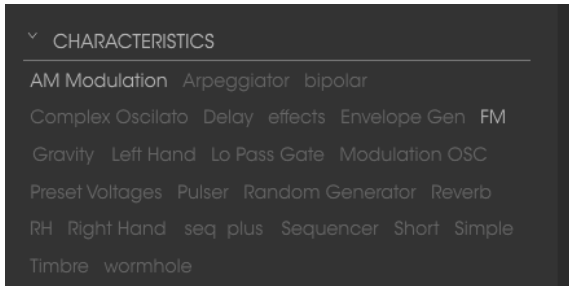 CHARACTERISTICS
AM Modulation Arpeggiator bipolar
Complex Oscilato Delay effects Envelope Gen FM
Gravity Left Hand Lo Pass Gate Modulation OSC
Preset Voltages Pulser Random Generator Reverb
RH Right Hand seq plus Sequencer Short Simple
Timbre wormhole